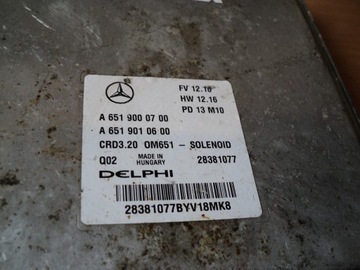 FV 12.10
HW 12.16
PD 13 M10
A 651 900 07 00
A 651 901 06 00
CRD3.20 OM651 - SOLENOID
Q02 MADE IN HUNGARY 28381077
DELPHI
28381077BYV18MK8